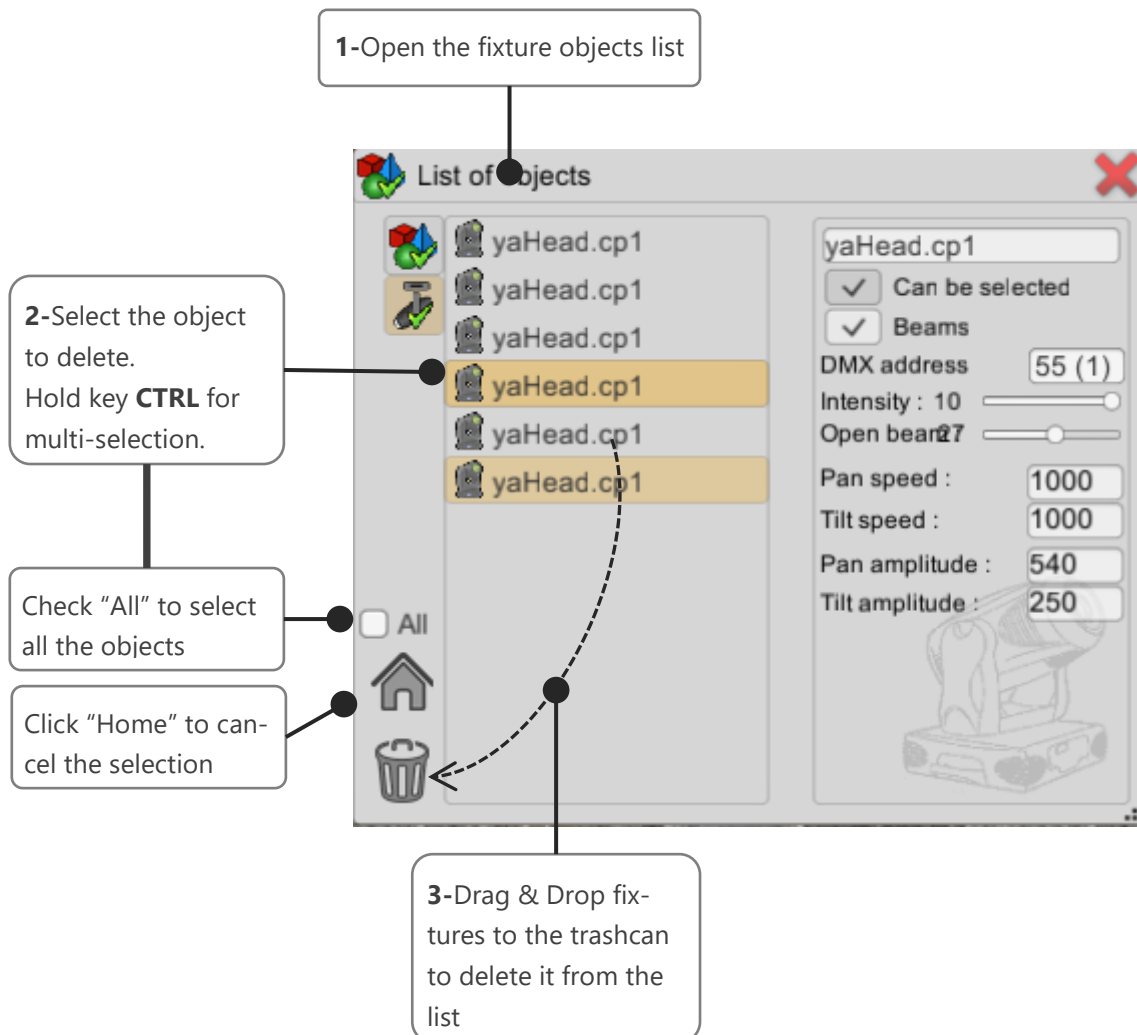 1-Open the fixture objects list
List of objects
yaHead.cp1
yaHead.cp1
yaHead.cp1
yaHead.cp1
yaHead.cp1
yaHead.cp1
yaHead.cp1
Can be selected
Beams
DMX address
55 (1)
Intensity : 10
Open beam : 27
Pan speed :
1000
Tilt speed :
1000
Pan amplitude :
540
Tilt amplitude :
250
2-Select the object
to delete.
Hold key CTRL for
multi-selection.
Check “All” to select
all the objects
All
Click “Home” to can-
cel the selection
3-Drag & Drop fix-
tures to the trashcan
to delete it from the
list